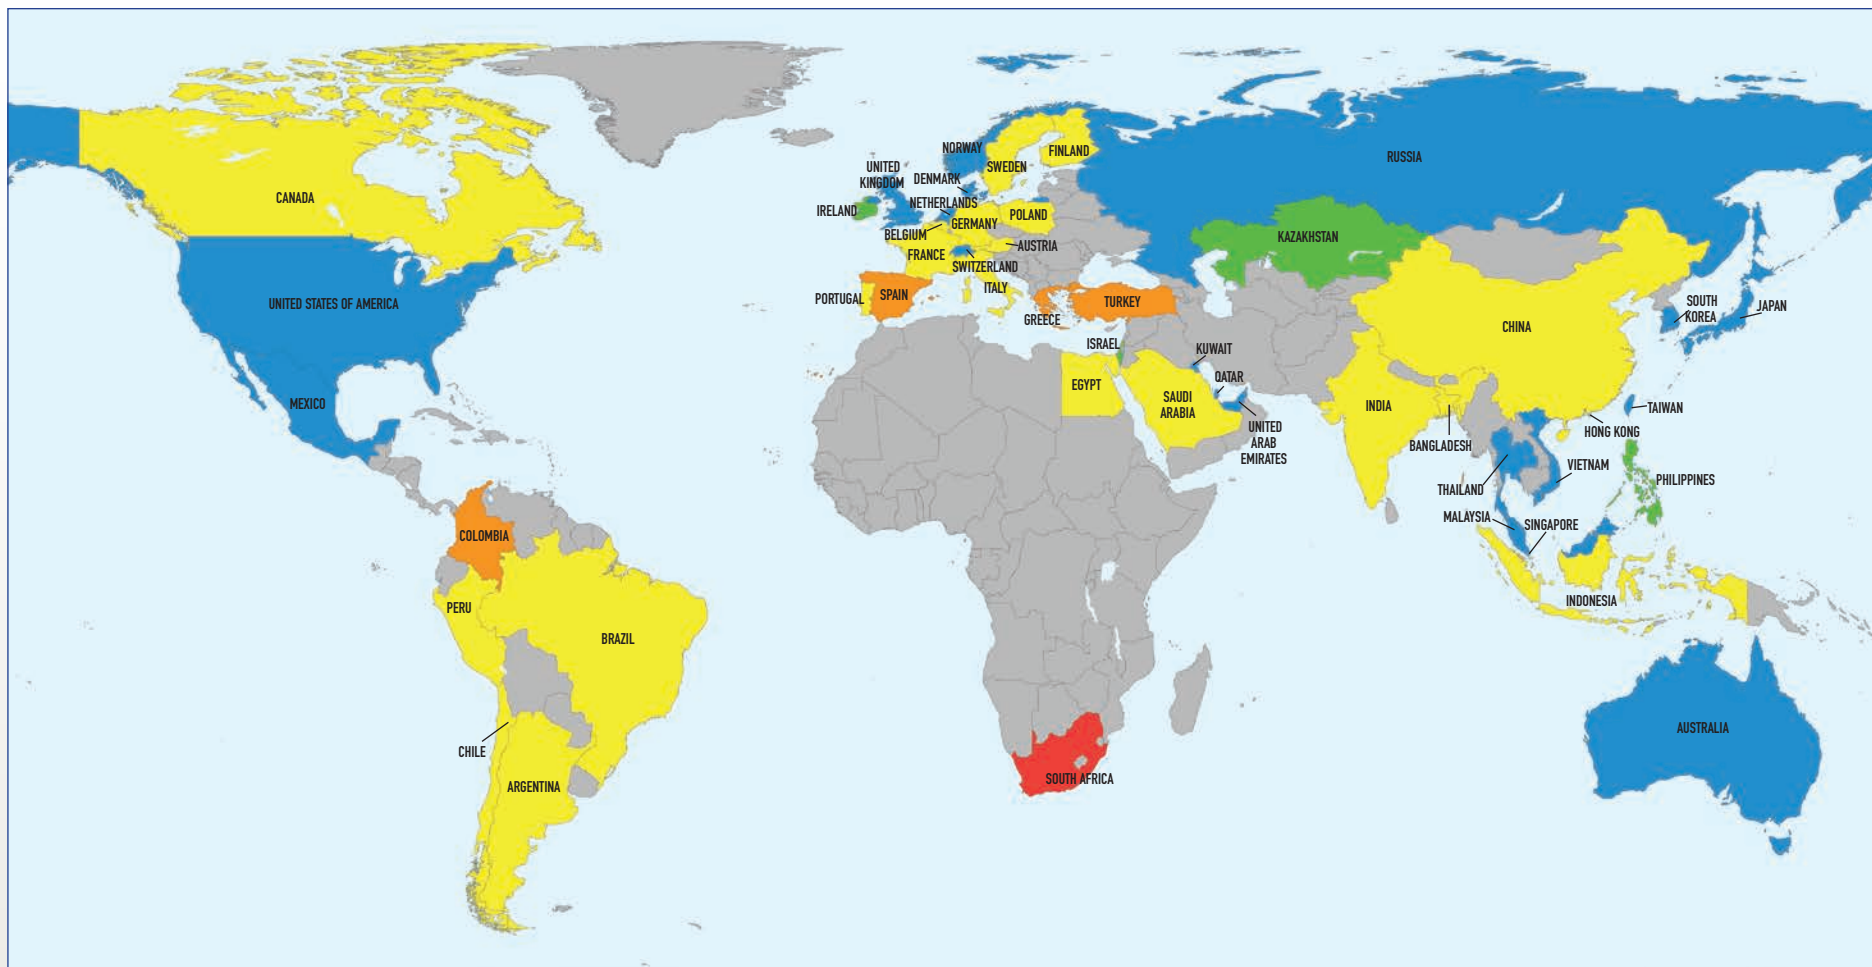 CANADA
UNITED STATES OF AMERICA
MEXICO
COLOMBIA
PERU
BRAZIL
CHILE
ARGENTINA
NORWAY
SWEDEN
FINLAND
UNITED
KINGDOM
DENMARK
NETHERLANDS
IRELAND
GERMANY
POLAND
BELGIUM
AUSTRIA
FRANCE
SWITZERLAND
PORTUGAL
SPAIN
ITALY
GREECE
TURKEY
RUSSIA
KAZAKHSTAN
CHINA
SOUTH
KOREA
JAPAN
ISRAEL
KUWAIT
EGYPT
QATAR
SAUDI
ARABIA
UNITED
ARAB
EMIRATES
INDIA
BANGLADESH
HONG KONG
TAIWAN
VIETNAM
THAILAND
PHILIPPINES
MALAYSIA
SINGAPORE
INDONESIA
SOUTH AFRICA
AUSTRALIA